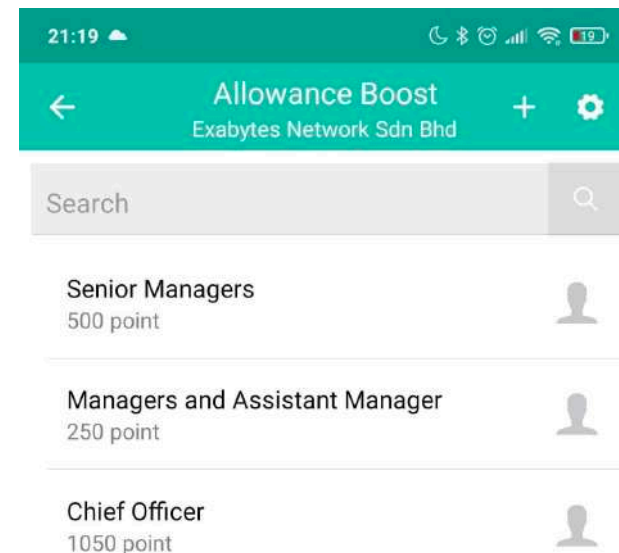 21:19
19
Allowance Boost
Exabytes Network Sdn Bhd
Search
Senior Managers
500 point
Managers and Assistant Manager
250 point
Chief Officer
1050 point